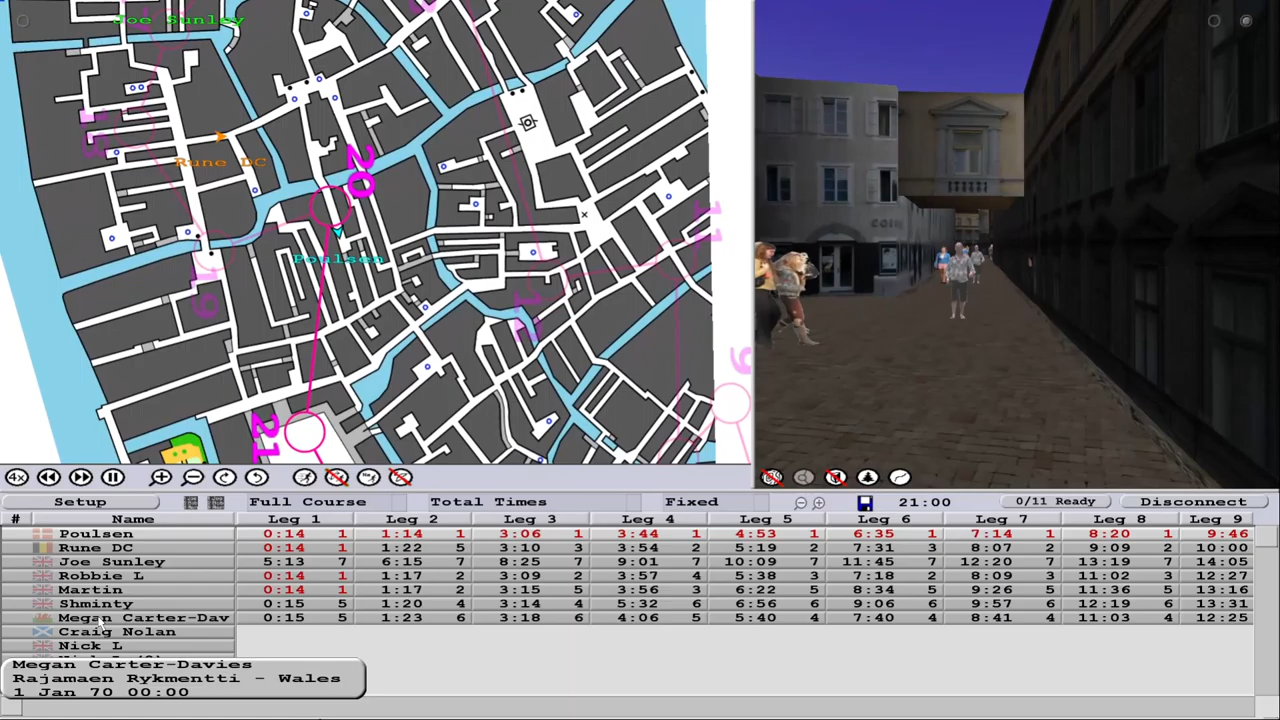 Joe Sunley
Rune DC
20
Poulsen
19
12
11
9
21
4x
Setup Full Course Total Times Fixed 21:00 0/11 Ready Disconnect
# Name Leg 1 Leg 2 Leg 3 Leg 4 Leg 5 Leg 6 Leg 7 Leg 8 Leg 9
Poulsen 0:14 1 1:14 1 3:06 1 3:44 1 4:53 1 6:35 1 7:14 1 8:20 1 9:46
Rune DC 0:14 1 1:22 5 3:10 3 3:54 2 5:19 2 7:31 3 8:07 2 9:09 2 10:00
Joe Sunley 5:13 7 6:15 7 8:25 7 9:01 7 10:09 7 11:45 7 12:20 7 13:19 7 14:05
Robbie L 0:14 1 1:17 2 3:09 2 3:57 4 5:38 3 7:18 2 8:09 3 11:02 3 12:27
Martin 0:14 1 1:17 2 3:15 5 3:56 3 6:22 5 8:34 5 9:26 5 11:36 5 13:16
Shminty 0:15 5 1:20 4 3:14 4 5:32 6 6:56 6 9:06 6 9:57 6 12:19 6 13:31
Megan Carter-Dav 0:15 5 1:23 6 3:18 6 4:06 5 5:40 4 7:40 4 8:41 4 11:03 4 12:25
Craig Nolan
Nick L
Megan Carter-Davies
Rajamaen Rykmentti - Wales
1 Jan 70 00:00